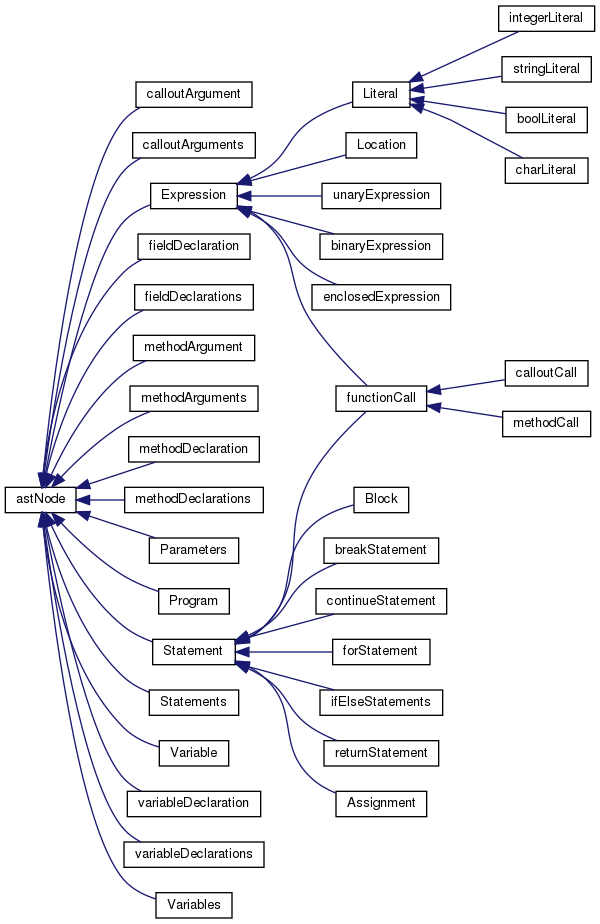 integerLiteral
stringLiteral
boolLiteral
charLiteral
Literal
calloutArgument
calloutArguments
Location
Expression
unaryExpression
binaryExpression
enclosedExpression
fieldDeclaration
fieldDeclarations
methodArgument
methodArguments
functionCall
calloutCall
methodCall
methodDeclaration
astNode
methodDeclarations
Block
Parameters
breakStatement
Program
continueStatement
Statement
forStatement
Statements
ifElseStatements
Variable
returnStatement
variableDeclaration
Assignment
variableDeclarations
Variables